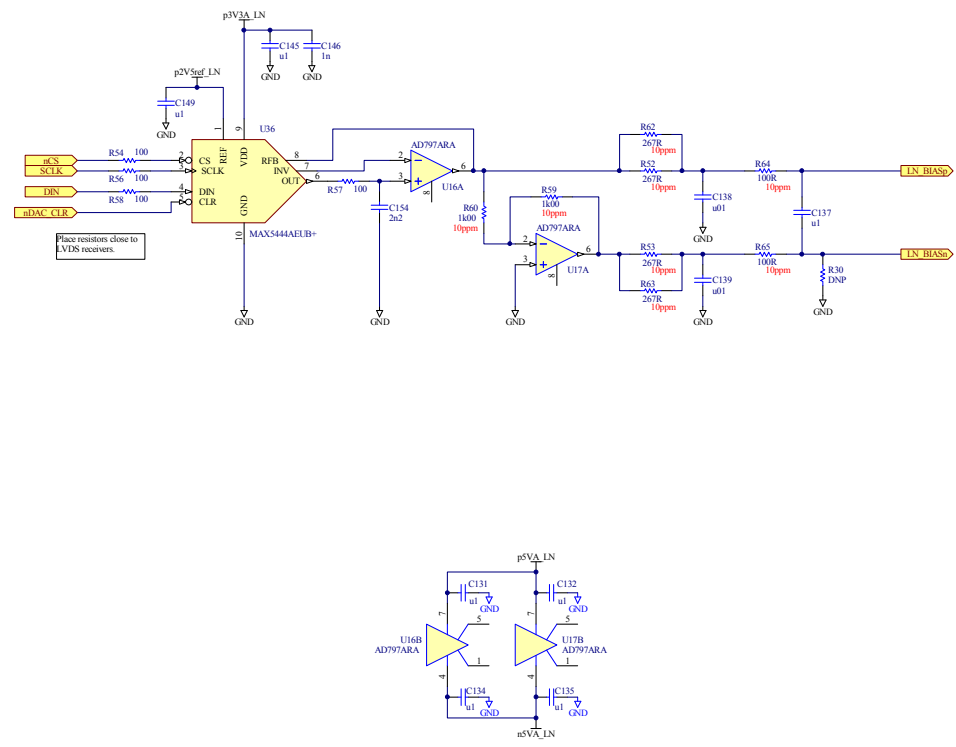 p3V3A_LN
C145
u1
GND
C146
1n
GND
p2V5ref_LN
C149
u1
GND
1
9
U36
REF
VDD
nCS
R54 100
2
CS
SCLK
R56 100
3
SCLK
DIN
R58 100
4
DIN
nDAC_CLR
5
CLR
GND
10
RFB 8
INV 7
OUT 6
MAX5444AEUB+
Place resistors close to
LVDS receivers.
GND
R57 100
C154
2n2
GND
AD797ARA
2
3
6
8
U16A
R60
1k00
10ppm
R59
1k00
10ppm
AD797ARA
2
3
6
8
U17A
GND
R62
267R
10ppm
R52
267R
10ppm
C138
u01
GND
R64
100R
10ppm
LN_BIASp
C137
u1
R53
267R
10ppm
R63
267R
10ppm
C139
u01
GND
R65
100R
10ppm
LN_BIASn
R30
DNP
GND
p5VA_LN
C131
u1
GND
C132
u1
GND
7
5
U16B
AD797ARA
1
4
7
5
U17B
AD797ARA
1
4
C134
u1
GND
C135
u1
GND
n5VA_LN